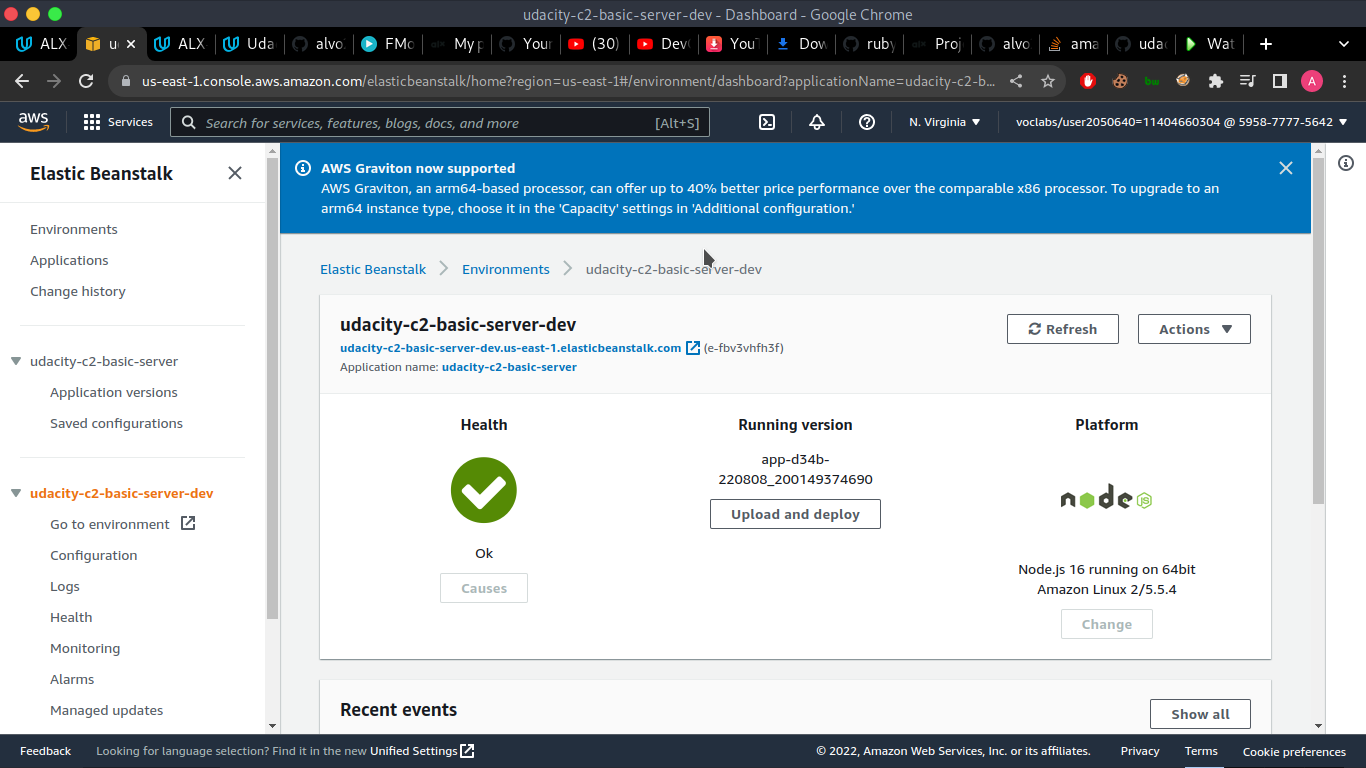 udacity-c2-basic-server-dev - Dashboard - Google Chrome
ALX
ALX
Uda
alvo
FMo
My p
Your
(30)
Dev
You
Dow
ruby
Proj
alvo
ama
udac
Wat
us-east-1.console.aws.amazon.com/elasticbeanstalk/home?region=us-east-1#/environment/dashboard?applicationName=udacity-c2-b...
A
aws
Services
Search for services, features, blogs, docs, and more
[Alt+S]
N. Virginia
voclabs/user2050640=11404660304 @ 5958-7777-5642
Elastic Beanstalk
Environments
Applications
Change history
udacity-c2-basic-server
Application versions
Saved configurations
udacity-c2-basic-server-dev
Go to environment
Configuration
Logs
Health
Monitoring
Alarms
Managed updates
AWS Graviton now supported
AWS Graviton, an arm64-based processor, can offer up to 40% better price performance over the comparable x86 processor. To upgrade to an
arm64 instance type, choose it in the 'Capacity' settings in 'Additional configuration.'
Elastic Beanstalk
Environments
udacity-c2-basic-server-dev
udacity-c2-basic-server-dev
udacity-c2-basic-server-dev.us-east-1.elasticbeanstalk.com (e-fbv3vhfh3f)
Application name: udacity-c2-basic-server
Refresh
Actions
Health
Ok
Causes
Running version
app-d34b-
220808_200149374690
Upload and deploy
Platform
node
JS
Node.js 16 running on 64bit
Amazon Linux 2/5.5.4
Change
Recent events
Show all
Feedback
Looking for language selection? Find it in the new Unified Settings
© 2022, Amazon Web Services, Inc. or its affiliates.
Privacy
Terms
Cookie preferences